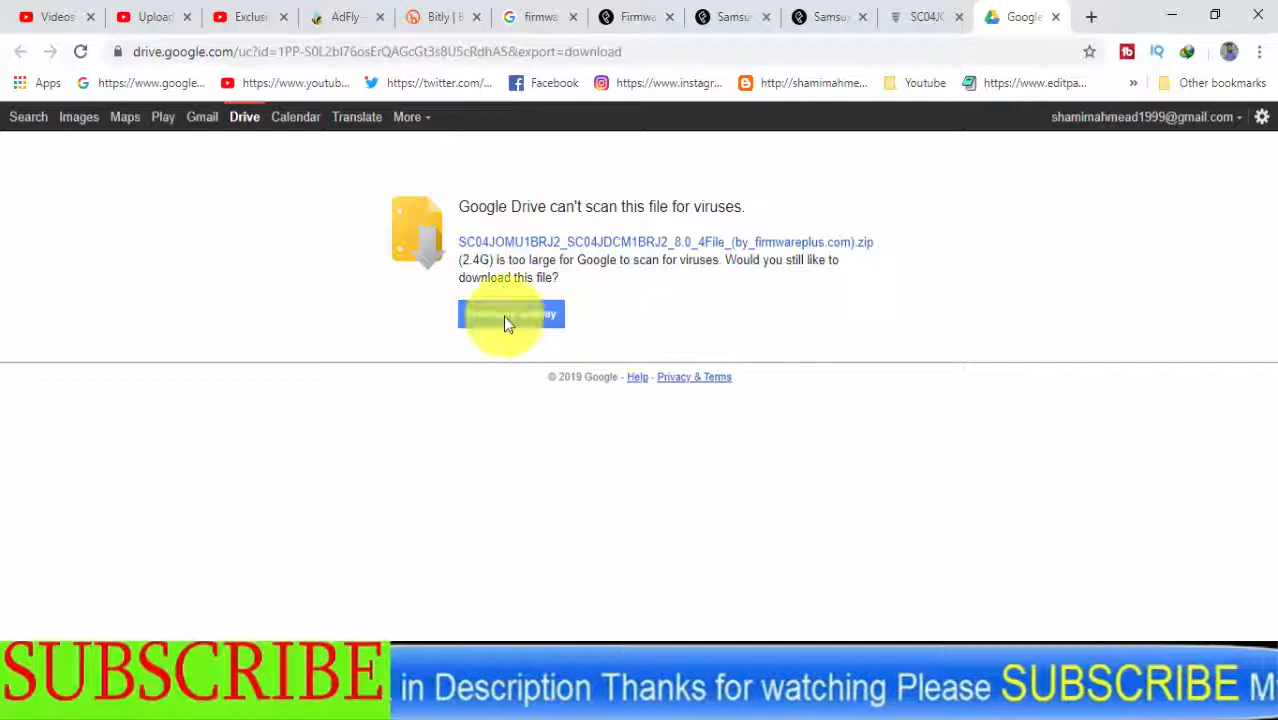 Videos
Upload
Exclusi
AdFly -
Bitly | B
firmwa
Firmwa
Samsu
Samsu
SC04J
Google
drive.google.com/uc?id=1PP-S0L2bl76osErQAGcGt3s8U5cRdhA5&export=download
Apps https://www.google... https://www.youtub... https://twitter.com/... Facebook https://www.instagr... http://shamimahme... Youtube https://www.editpa... » Other bookmarks
Search Images Maps Play Gmail Drive Calendar Translate More
shamimahmead1999@gmail.com
Google Drive can't scan this file for viruses.
SC04JOMU1BRJ2_SC04JDCM1BRJ2_8.0_4File_(by_firmwareplus.com).zip
(2.4G) is too large for Google to scan for viruses. Would you still like to
download this file?
© 2019 Google - Help - Privacy & Terms
SUBSCRIBE in Description Thanks for watching Please SUBSCRIBE M